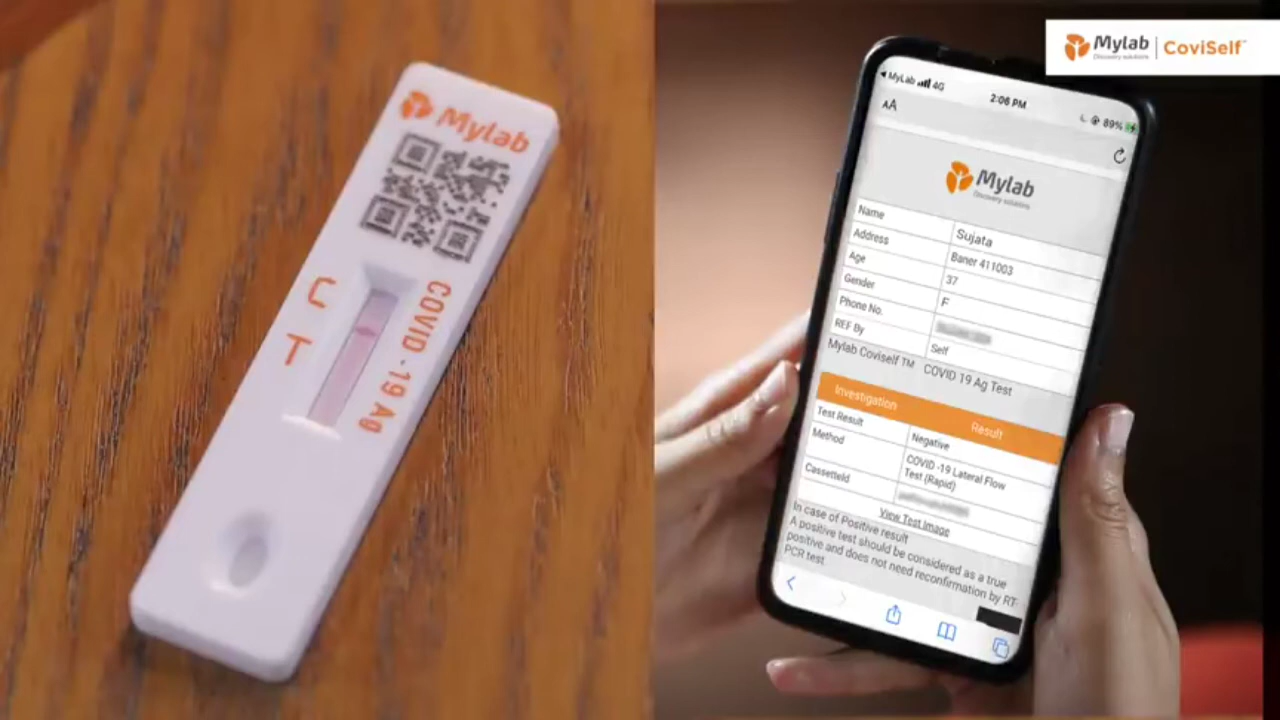 Mylab
C
T
COVID-19 Ag
Mylab | CoviSelf™
Discovery solutions
MyLab 4G 2:06 PM 89%
AA
Mylab
Discovery solutions
Name Sujata
Address Baner 411003
Age 37
Gender F
Phone No.
REF By Self
Mylab Coviself TM COVID 19 Ag Test
Investigation Result
Test Result Negative
Method COVID -19 Lateral Flow
Test (Rapid)
CassetteId
View Test Image
In case of Positive result
A positive test should be considered as a true
positive and does not need reconfirmation by RT-
PCR test